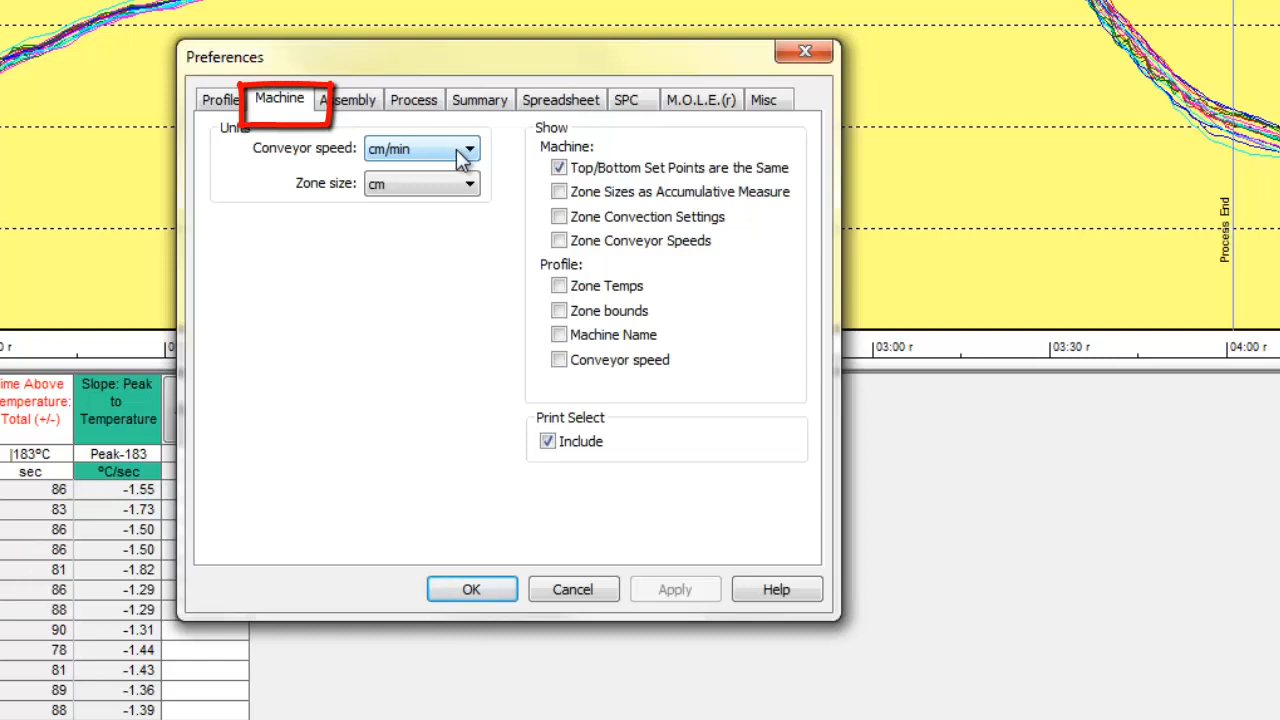 Preferences
Profile Machine Assembly Process Summary Spreadsheet SPC M.O.L.E.(r) Misc
Units
Conveyor speed: cm/min
Zone size: cm
Show
Machine:
Top/Bottom Set Points are the Same
Zone Sizes as Accumulative Measure
Zone Convection Settings
Zone Conveyor Speeds
Profile:
Zone Temps
Zone bounds
Machine Name
Conveyor speed
Print Select
Include
OK Cancel Apply Help
Process End
03:00 r 03:30 r 04:00 r
Slope: Peak
to
Temperature
Total (+/-)
|183ºC Peak-183
sec ºC/sec
86 -1.55
83 -1.73
86 -1.50
86 -1.50
81 -1.82
86 -1.29
88 -1.29
90 -1.31
78 -1.44
81 -1.43
89 -1.36
88 -1.39